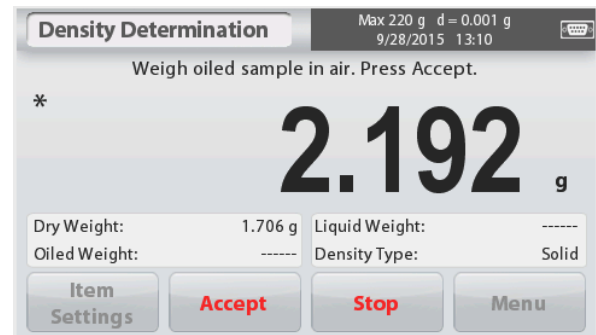 Density Determination
Max 220 g d = 0.001 g
9/28/2015 13:10
Weigh oiled sample in air. Press Accept.
*
2.192 g
Dry Weight: 1.706 g Liquid Weight: ------
Oiled Weight: ------ Density Type: Solid
Item Settings
Accept
Stop
Menu